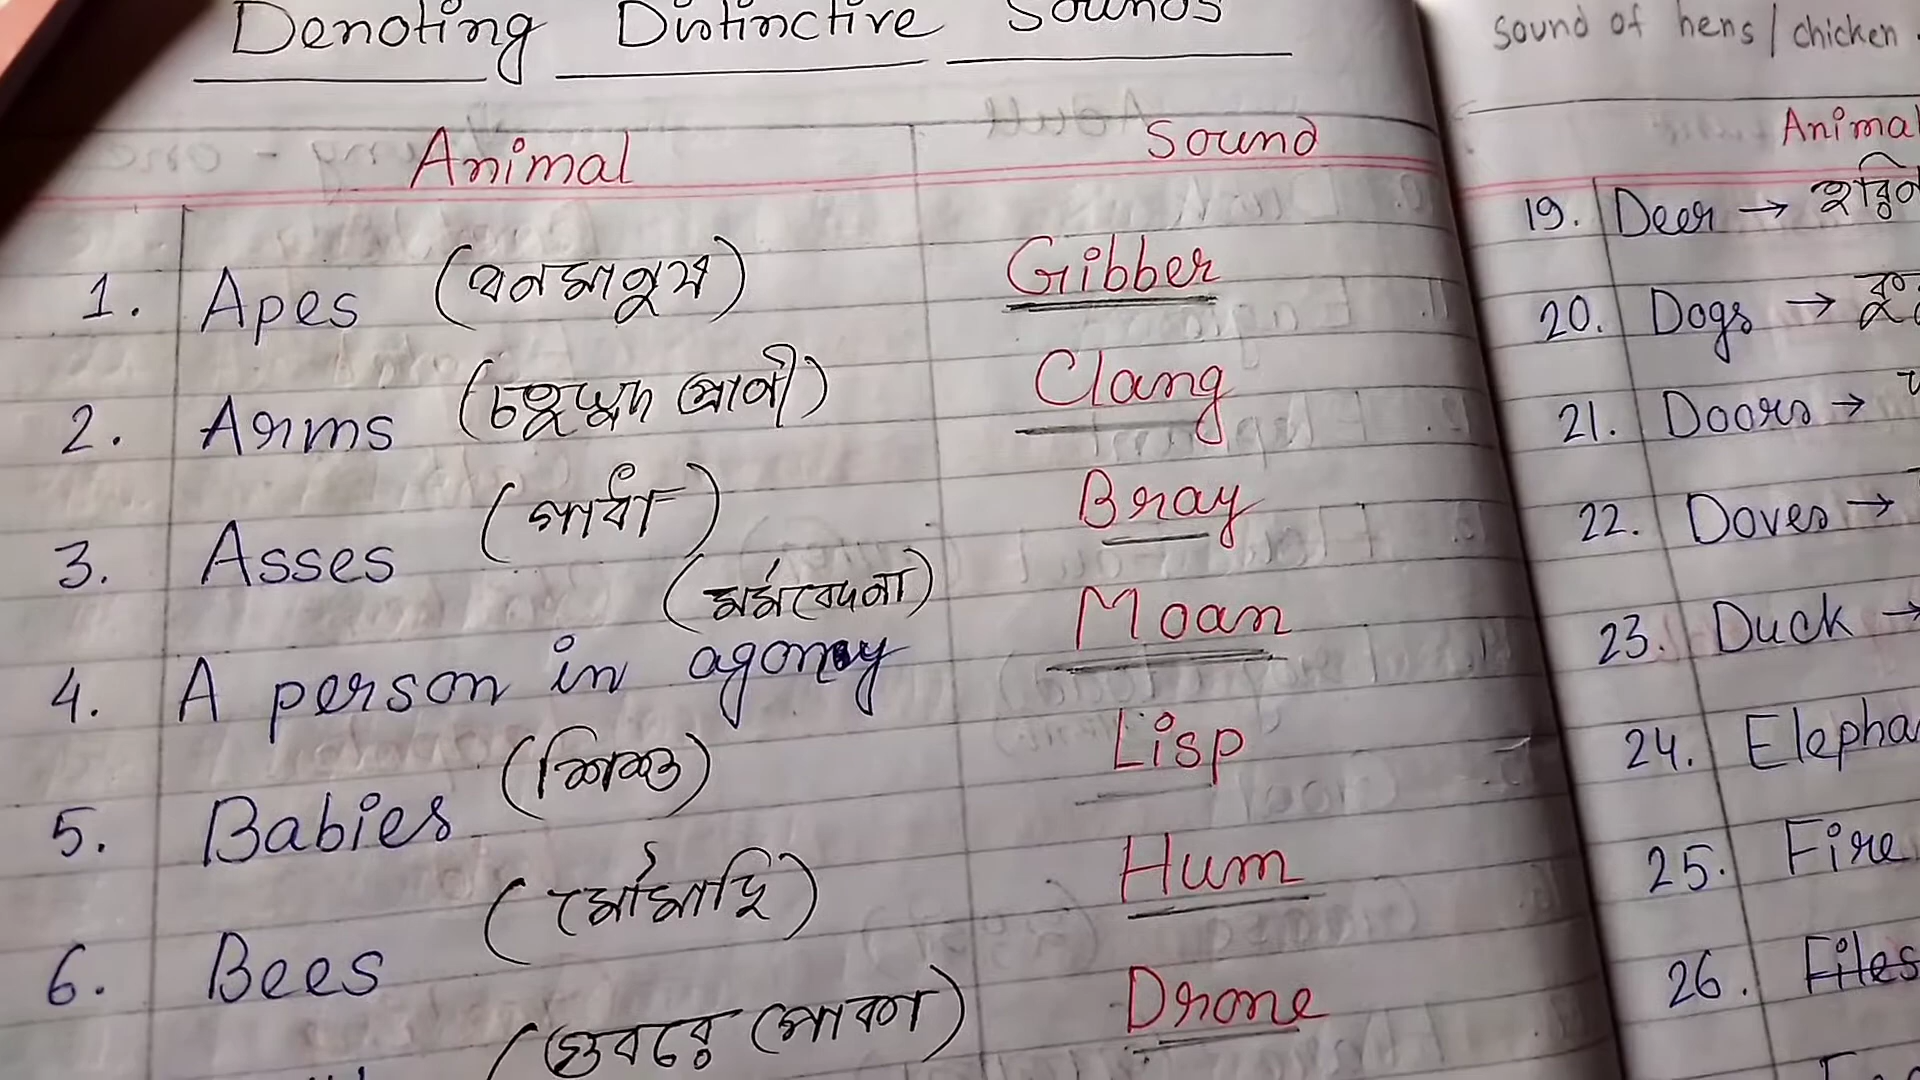 Denoting Distinctive Sounds
Animal Sound
1. Apes (বনমানুষ) Gibber
2. Arms (চতুষ্পদ প্রাণী) Clang
3. Asses (গাধা) Bray
4. A person in agony (মর্মবেদনা) Moan
5. Babies (শিশু) Lisp
6. Bees (মৌমাছি) Hum
(গুবরে পোকা) Drone
sound of hens / chicken
Animal
19. Deer →
20. Dogs →
21. Doors →
22. Doves →
23. Duck →
24. Elepha
25. Fire
26. Files